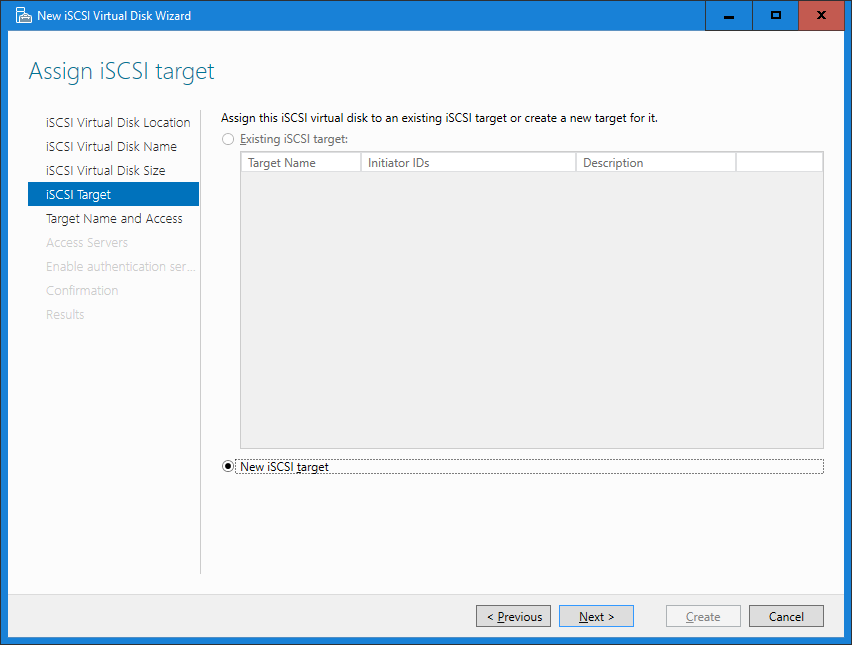 New iSCSI Virtual Disk Wizard
Assign iSCSI target
iSCSI Virtual Disk Location
iSCSI Virtual Disk Name
iSCSI Virtual Disk Size
iSCSI Target
Target Name and Access
Access Servers
Enable authentication ser...
Confirmation
Results
Assign this iSCSI virtual disk to an existing iSCSI target or create a new target for it.
Existing iSCSI target:
Target Name Initiator IDs Description
New iSCSI target
< Previous Next > Create Cancel